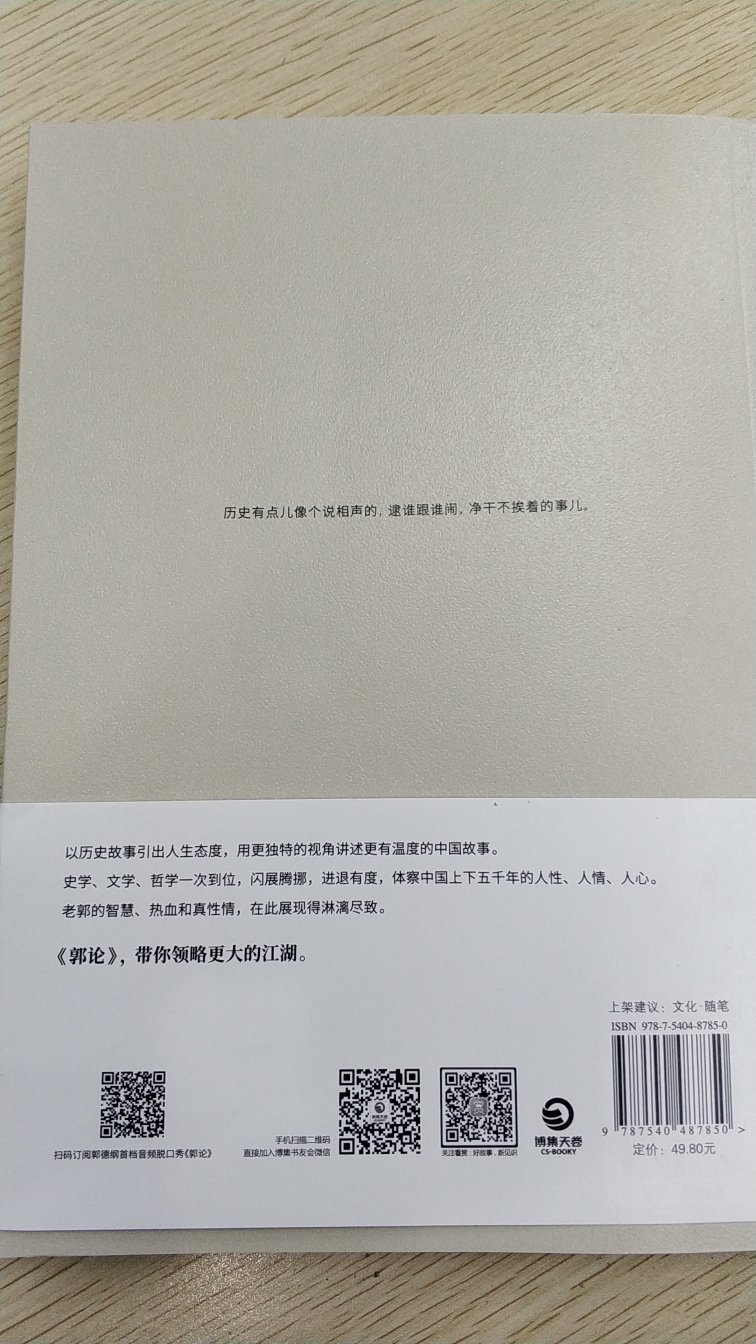 历史有点儿像个说相声的，逮谁跟谁闹，净干不挨着的事儿。
以历史故事引出人生态度，用更独特的视角讲述更有温度的中国故事。
史学、文学、哲学一次到位，闪展腾挪，进退有度，体察中国上下五千年的人性、人情、人心。
老郭的智慧、热血和真性情，在此展现得淋漓尽致。
《郭论》，带你领略更大的江湖。
上架建议：文化·随笔
ISBN 978-7-5404-8785-0
9 787540 487850 >
定价：49.80元
扫码订阅郭德纲首档音频脱口秀《郭论》
手机扫描二维码
直接加入博集书友会微信
博集天卷
关注看赏：好故事，新见识
赏
博集天卷
CS-BOOKY